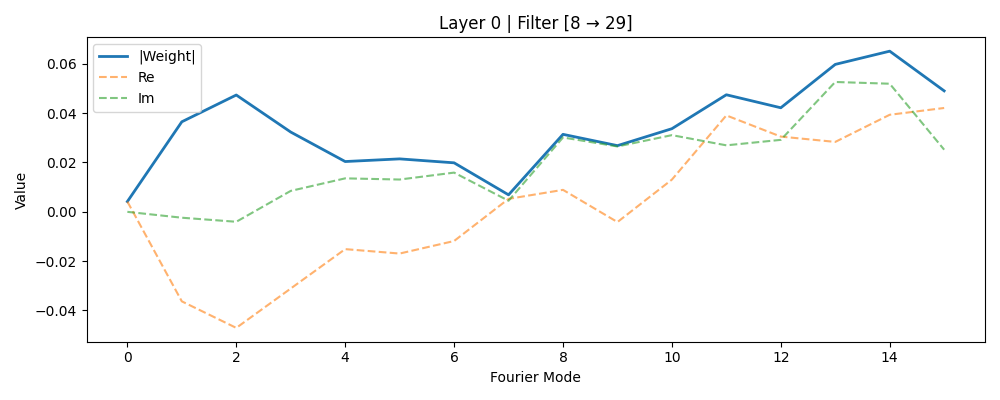 Layer 0 | Filter [8 → 29]
|Weight|
Re
Im
0.06
0.04
0.02
0.00
−0.02
−0.04
Value
0 2 4 6 8 10 12 14
Fourier Mode